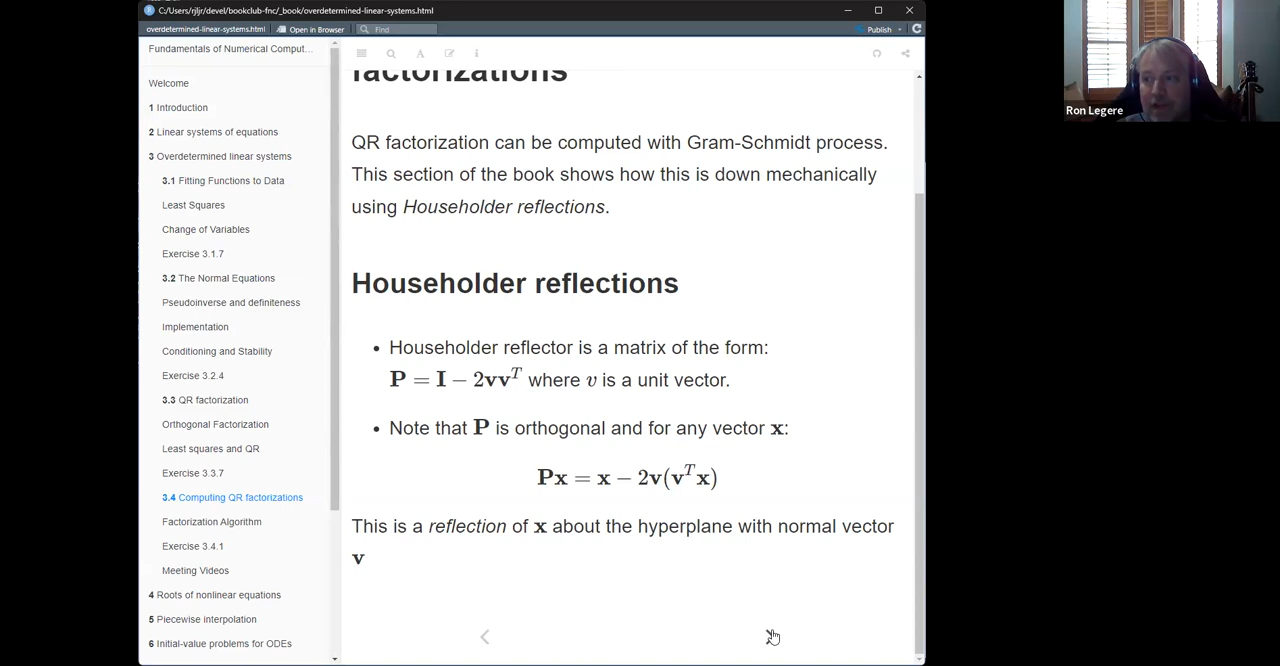 C:/Users/rjljr/devel/bookclub-fnc/_book/overdetermined-linear-systems.html
overdetermined-linear-systems.html Open in Browser Find Publish
Fundamentals of Numerical Comput...
Welcome
1 Introduction
2 Linear systems of equations
3 Overdetermined linear systems
3.1 Fitting Functions to Data
Least Squares
Change of Variables
Exercise 3.1.7
3.2 The Normal Equations
Pseudoinverse and definiteness
Implementation
Conditioning and Stability
Exercise 3.2.4
3.3 QR factorization
Orthogonal Factorization
Least squares and QR
Exercise 3.3.7
3.4 Computing QR factorizations
Factorization Algorithm
Exercise 3.4.1
Meeting Videos
4 Roots of nonlinear equations
5 Piecewise interpolation
6 Initial-value problems for ODEs
factorizations
QR factorization can be computed with Gram-Schmidt process.
This section of the book shows how this is down mechanically
using Householder reflections.
Householder reflections
• Householder reflector is a matrix of the form:
P = I − 2vvᵀ where v is a unit vector.
• Note that P is orthogonal and for any vector x:
Px = x − 2v(vᵀx)
This is a reflection of x about the hyperplane with normal vector
v
Ron Legere